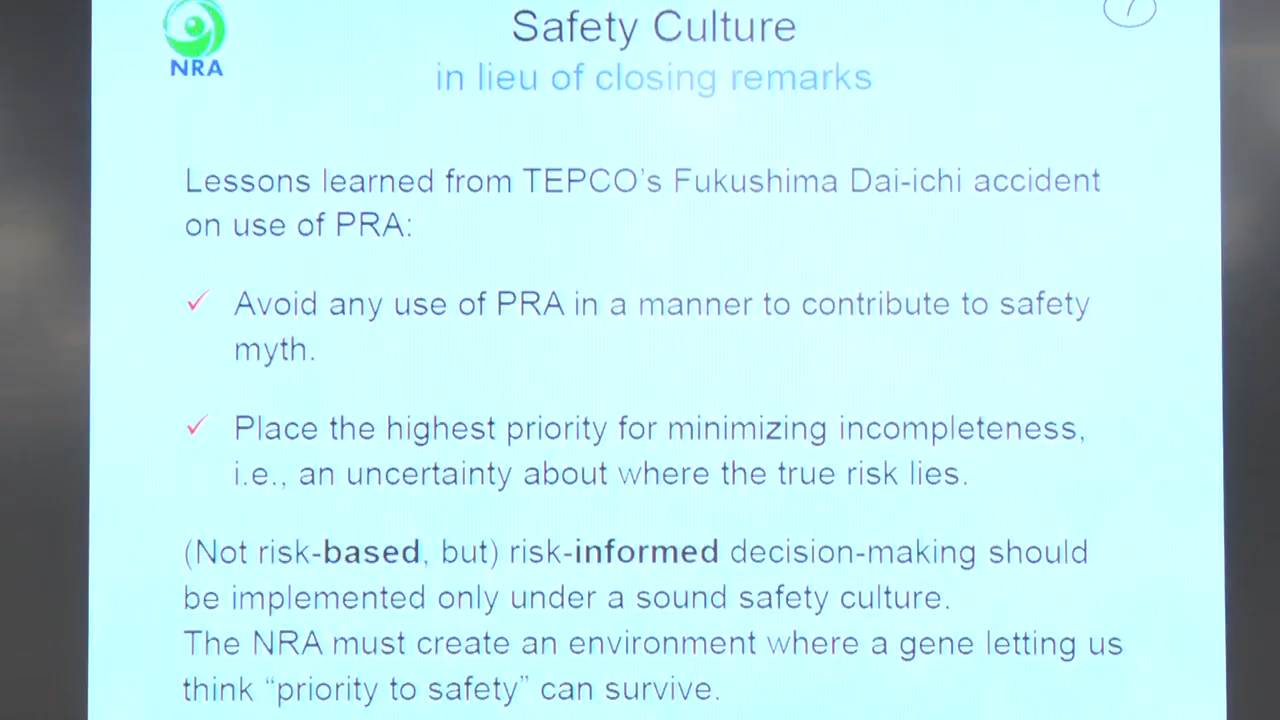 NRA
Safety Culture
in lieu of closing remarks
Lessons learned from TEPCO's Fukushima Dai-ichi accident
on use of PRA:
✓ Avoid any use of PRA in a manner to contribute to safety
myth.
✓ Place the highest priority for minimizing incompleteness,
i.e., an uncertainty about where the true risk lies.
(Not risk-based, but) risk-informed decision-making should
be implemented only under a sound safety culture.
The NRA must create an environment where a gene letting us
think “priority to safety” can survive.